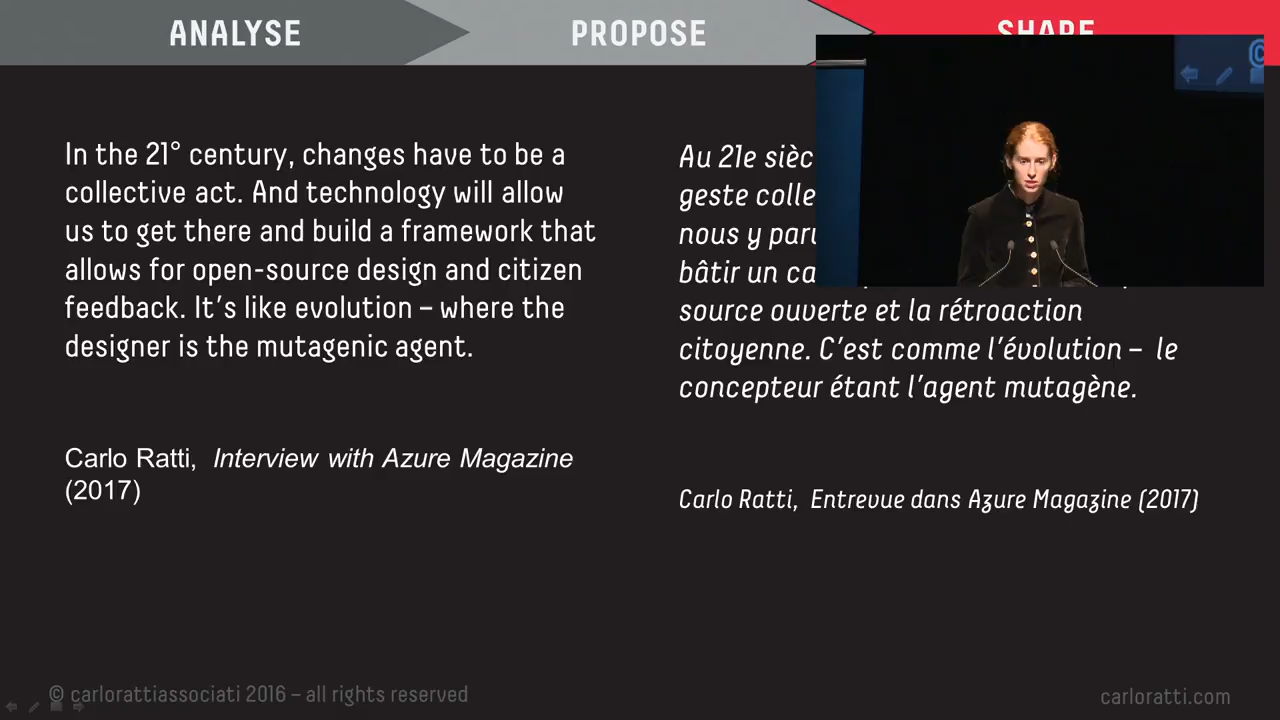 ANALYSE
PROPOSE
SHARE
In the 21° century, changes have to be a
collective act. And technology will allow
us to get there and build a framework that
allows for open-source design and citizen
feedback. It's like evolution – where the
designer is the mutagenic agent.
Carlo Ratti, Interview with Azure Magazine
(2017)
Au 21e
geste
nous y
bâtir un
source ouverte et la rétroaction
citoyenne. C'est comme l'évolution – le
concepteur étant l'agent mutagène.
Carlo Ratti, Entrevue dans Azure Magazine (2017)
© carlorattiassociati 2016 – all rights reserved
carloratti.com